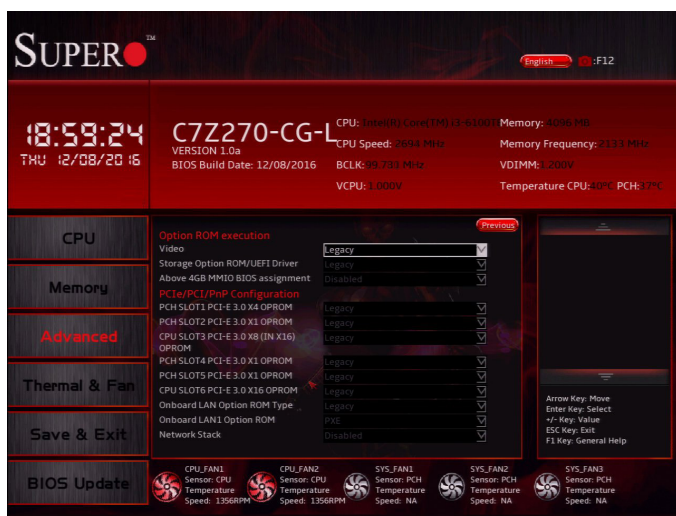 SUPERO™
English :F12
18:59:24
THU 12/08/2016
C7Z270-CG-L
VERSION 1.0a
BIOS Build Date: 12/08/2016
CPU: Intel(R) Core(TM) i3-6100T
CPU Speed: 2694 MHz
BCLK:99.789 MHz
VCPU: 1.000V
Memory: 4096 MB
Memory Frequency: 2133 MHz
VDIMM:1.200V
Temperature CPU:40°C PCH:37°C
CPU
Memory
Advanced
Thermal & Fan
Save & Exit
BIOS Update
Previous
Option ROM execution
Video Legacy
Storage Option ROM/UEFI Driver Legacy
Above 4GB MMIO BIOS assignment Disabled
PCIe/PCI/PnP Configuration
PCH SLOT1 PCI-E 3.0 X4 OPROM Legacy
PCH SLOT2 PCI-E 3.0 X1 OPROM Legacy
CPU SLOT3 PCI-E 3.0 X8 (IN X16) Legacy
OPROM
PCH SLOT4 PCI-E 3.0 X1 OPROM Legacy
PCH SLOT5 PCI-E 3.0 X1 OPROM Legacy
CPU SLOT6 PCI-E 3.0 X16 OPROM Legacy
Onboard LAN Option ROM Type Legacy
Onboard LAN1 Option ROM PXE
Network Stack Disabled
Arrow Key: Move
Enter Key: Select
+/- Key: Value
ESC Key: Exit
F1 Key: General Help
CPU_FAN1
Sensor: CPU
Temperature
Speed: 1356RPM
CPU_FAN2
Sensor: CPU
Temperature
Speed: 1356RPM
SYS_FAN1
Sensor: PCH
Temperature
Speed: NA
SYS_FAN2
Sensor: PCH
Temperature
Speed: NA
SYS_FAN3
Sensor: PCH
Temperature
Speed: NA